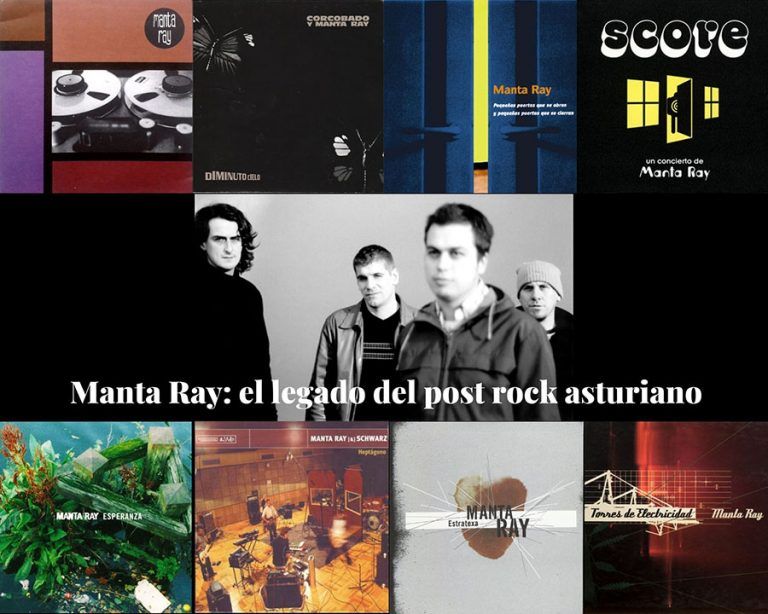 manta
ray
CORCOBADO
Y MANTA RAY
DIMINUTO CIELO
Manta Ray
Pequeñas puertas que se abren
y pequeñas puertas que se cierran
score
un concierto de
Manta Ray
Manta Ray: el legado del post rock asturiano
MANTA RAY ESPERANZA
MANTA RAY [&] SCHWARZ
Heptágono
MANTA
Estratexa
RAY
Torres de Electricidad
Manta Ray